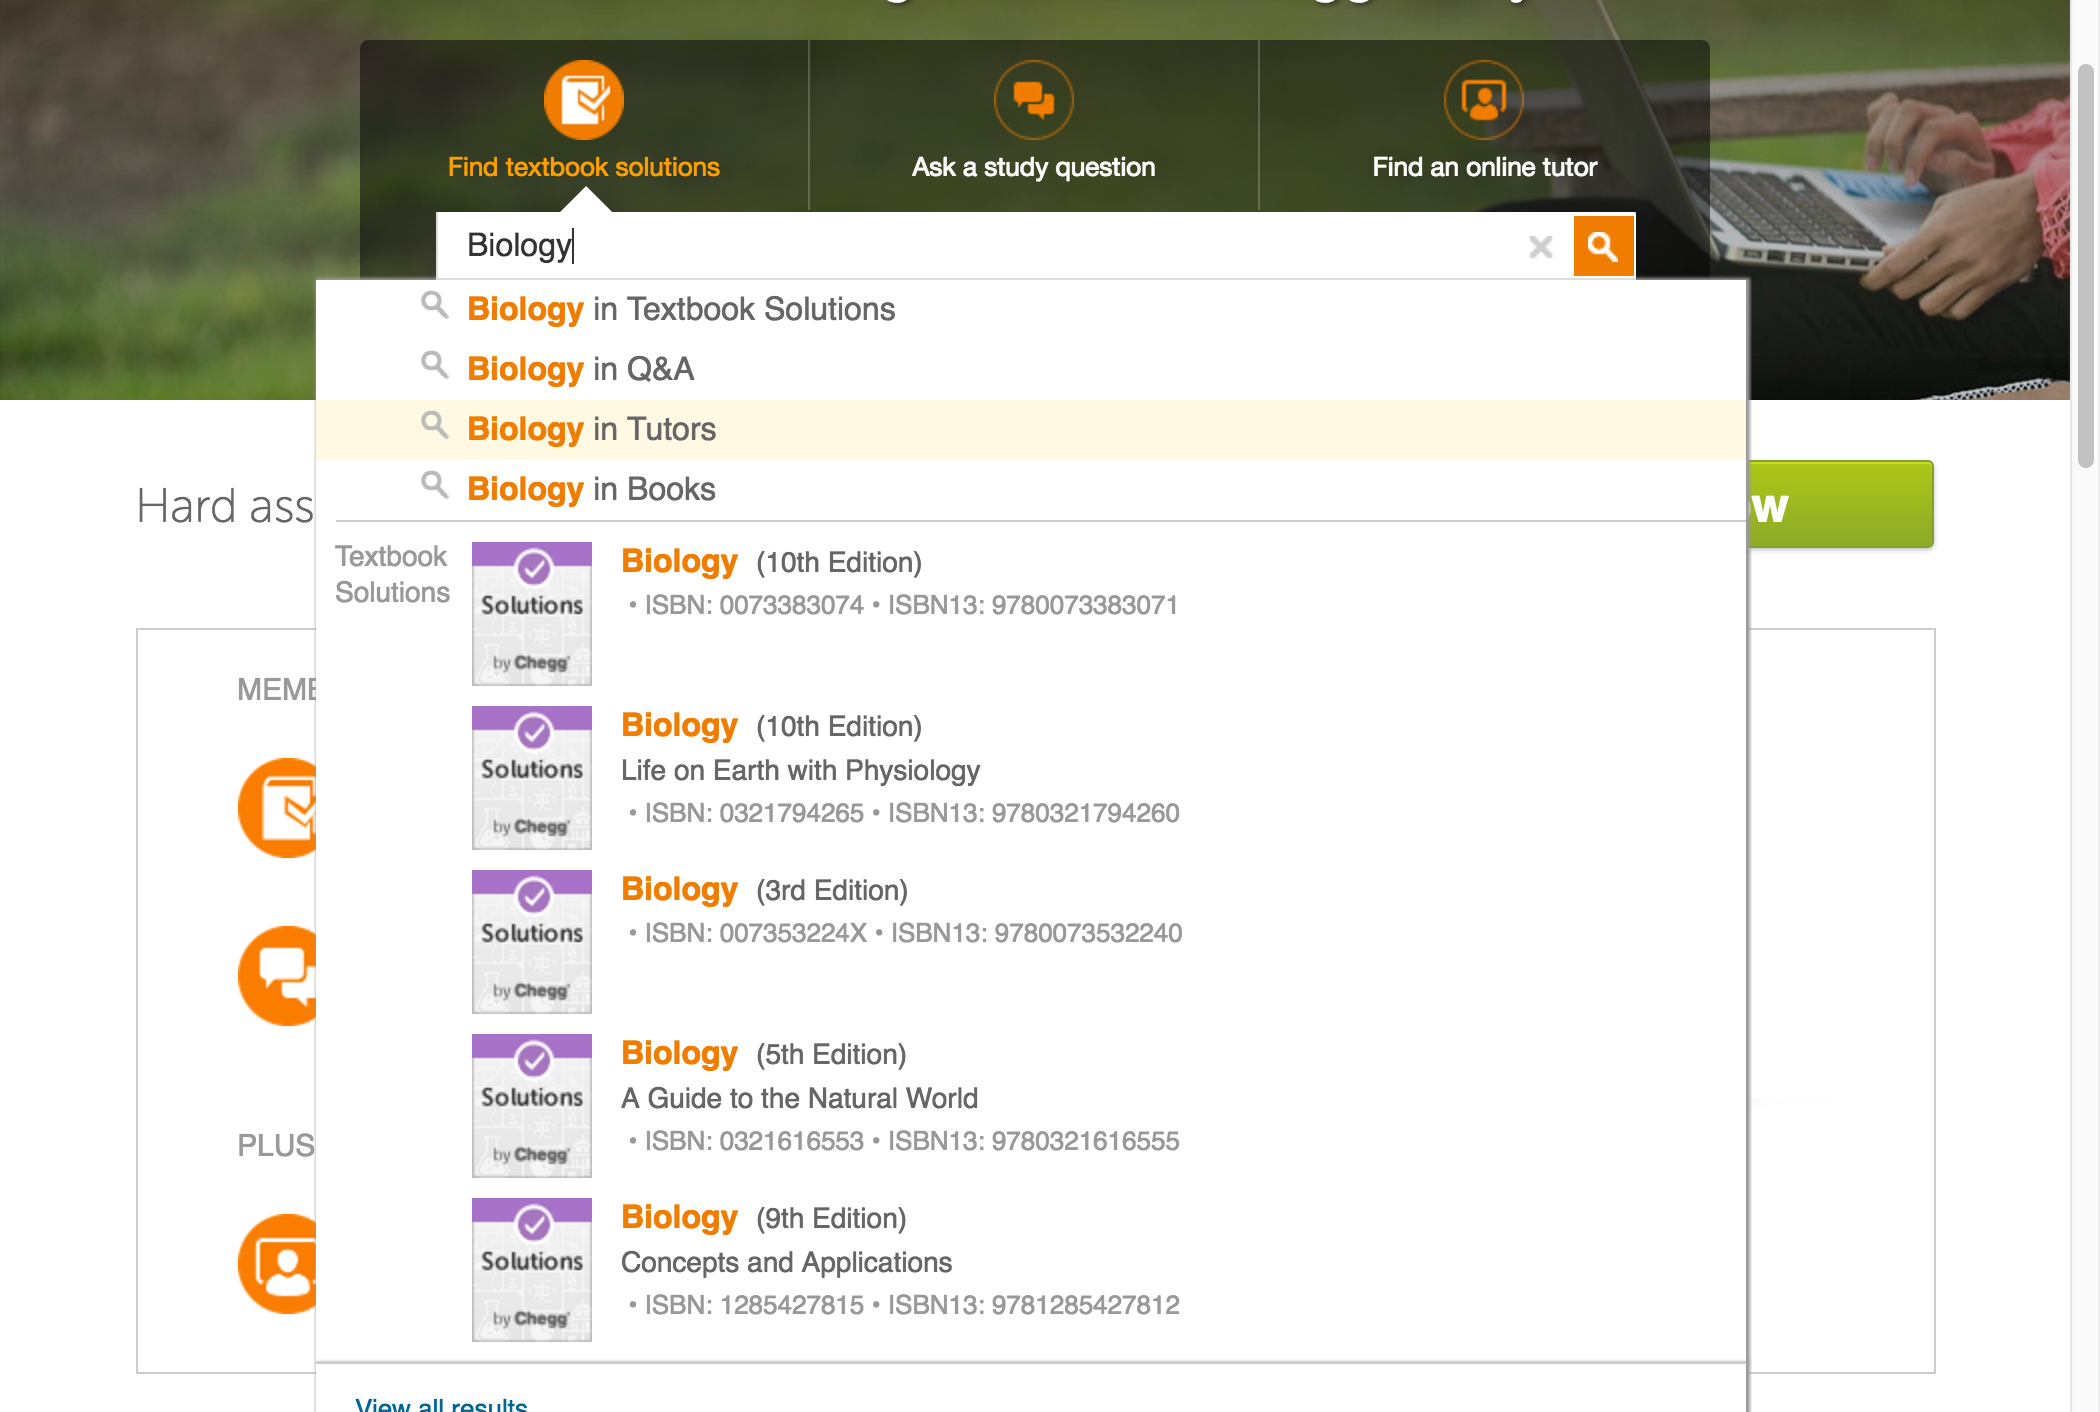 Find textbook solutions
Ask a study question
Find an online tutor
Biology
Biology in Textbook Solutions
Biology in Q&A
Biology in Tutors
Biology in Books
Hard ass
ow
Textbook
Solutions
Solutions
by Chegg
Biology (10th Edition)
• ISBN: 0073383074 • ISBN13: 9780073383071
MEME
Solutions
by Chegg
Biology (10th Edition)
Life on Earth with Physiology
• ISBN: 0321794265 • ISBN13: 9780321794260
Solutions
by Chegg
Biology (3rd Edition)
• ISBN: 007353224X • ISBN13: 9780073532240
Solutions
by Chegg
Biology (5th Edition)
A Guide to the Natural World
• ISBN: 0321616553 • ISBN13: 9780321616555
PLUS
Solutions
by Chegg
Biology (9th Edition)
Concepts and Applications
• ISBN: 1285427815 • ISBN13: 9781285427812
View all results